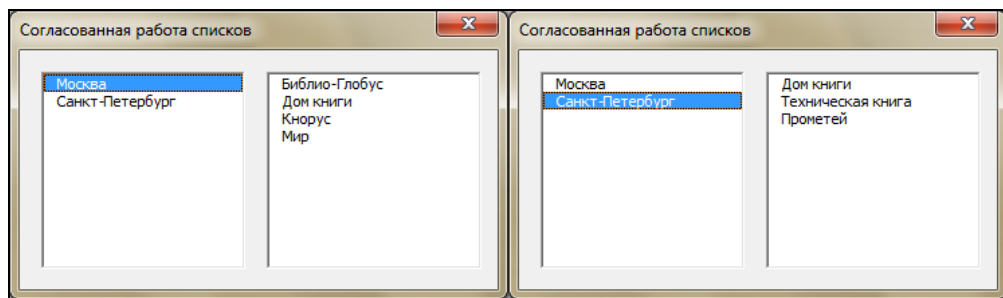 Согласованная работа списков
Москва
Санкт-Петербург
Библио-Глобус
Дом книги
Кнорус
Мир
Согласованная работа списков
Москва
Санкт-Петербург
Дом книги
Техническая книга
Прометей